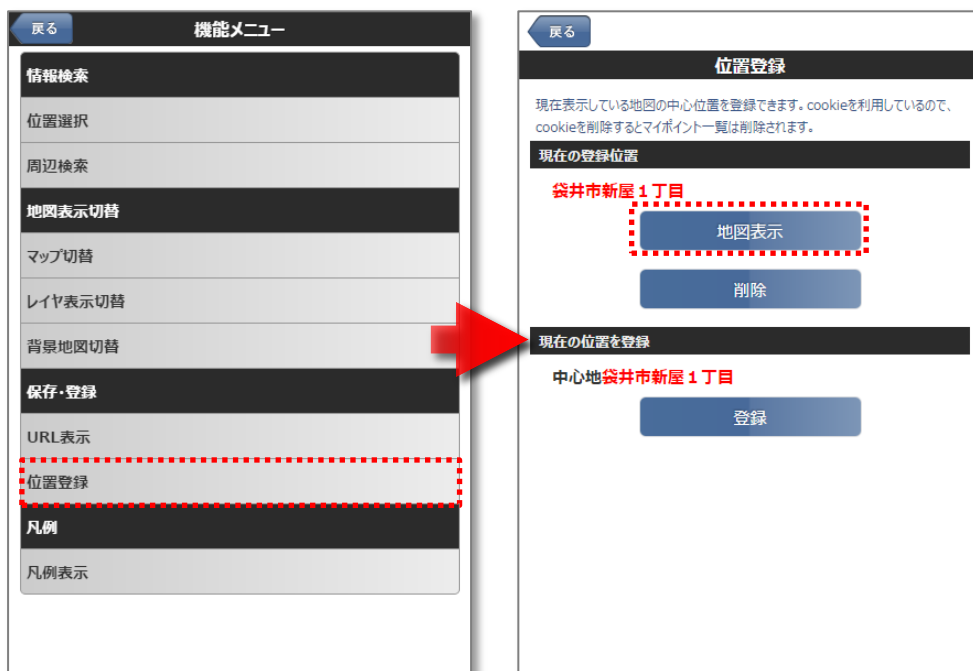 戻る
機能メニュー
情報検索
位置選択
周辺検索
地図表示切替
マップ切替
レイヤ表示切替
背景地図切替
保存・登録
URL表示
位置登録
凡例
凡例表示
戻る
位置登録
現在表示している地図の中心位置を登録できます。cookieを利用しているので、
cookieを削除するとマイポイント一覧は削除されます。
現在の登録位置
袋井市新屋１丁目
地図表示
削除
現在の位置を登録
中心地袋井市新屋１丁目
登録